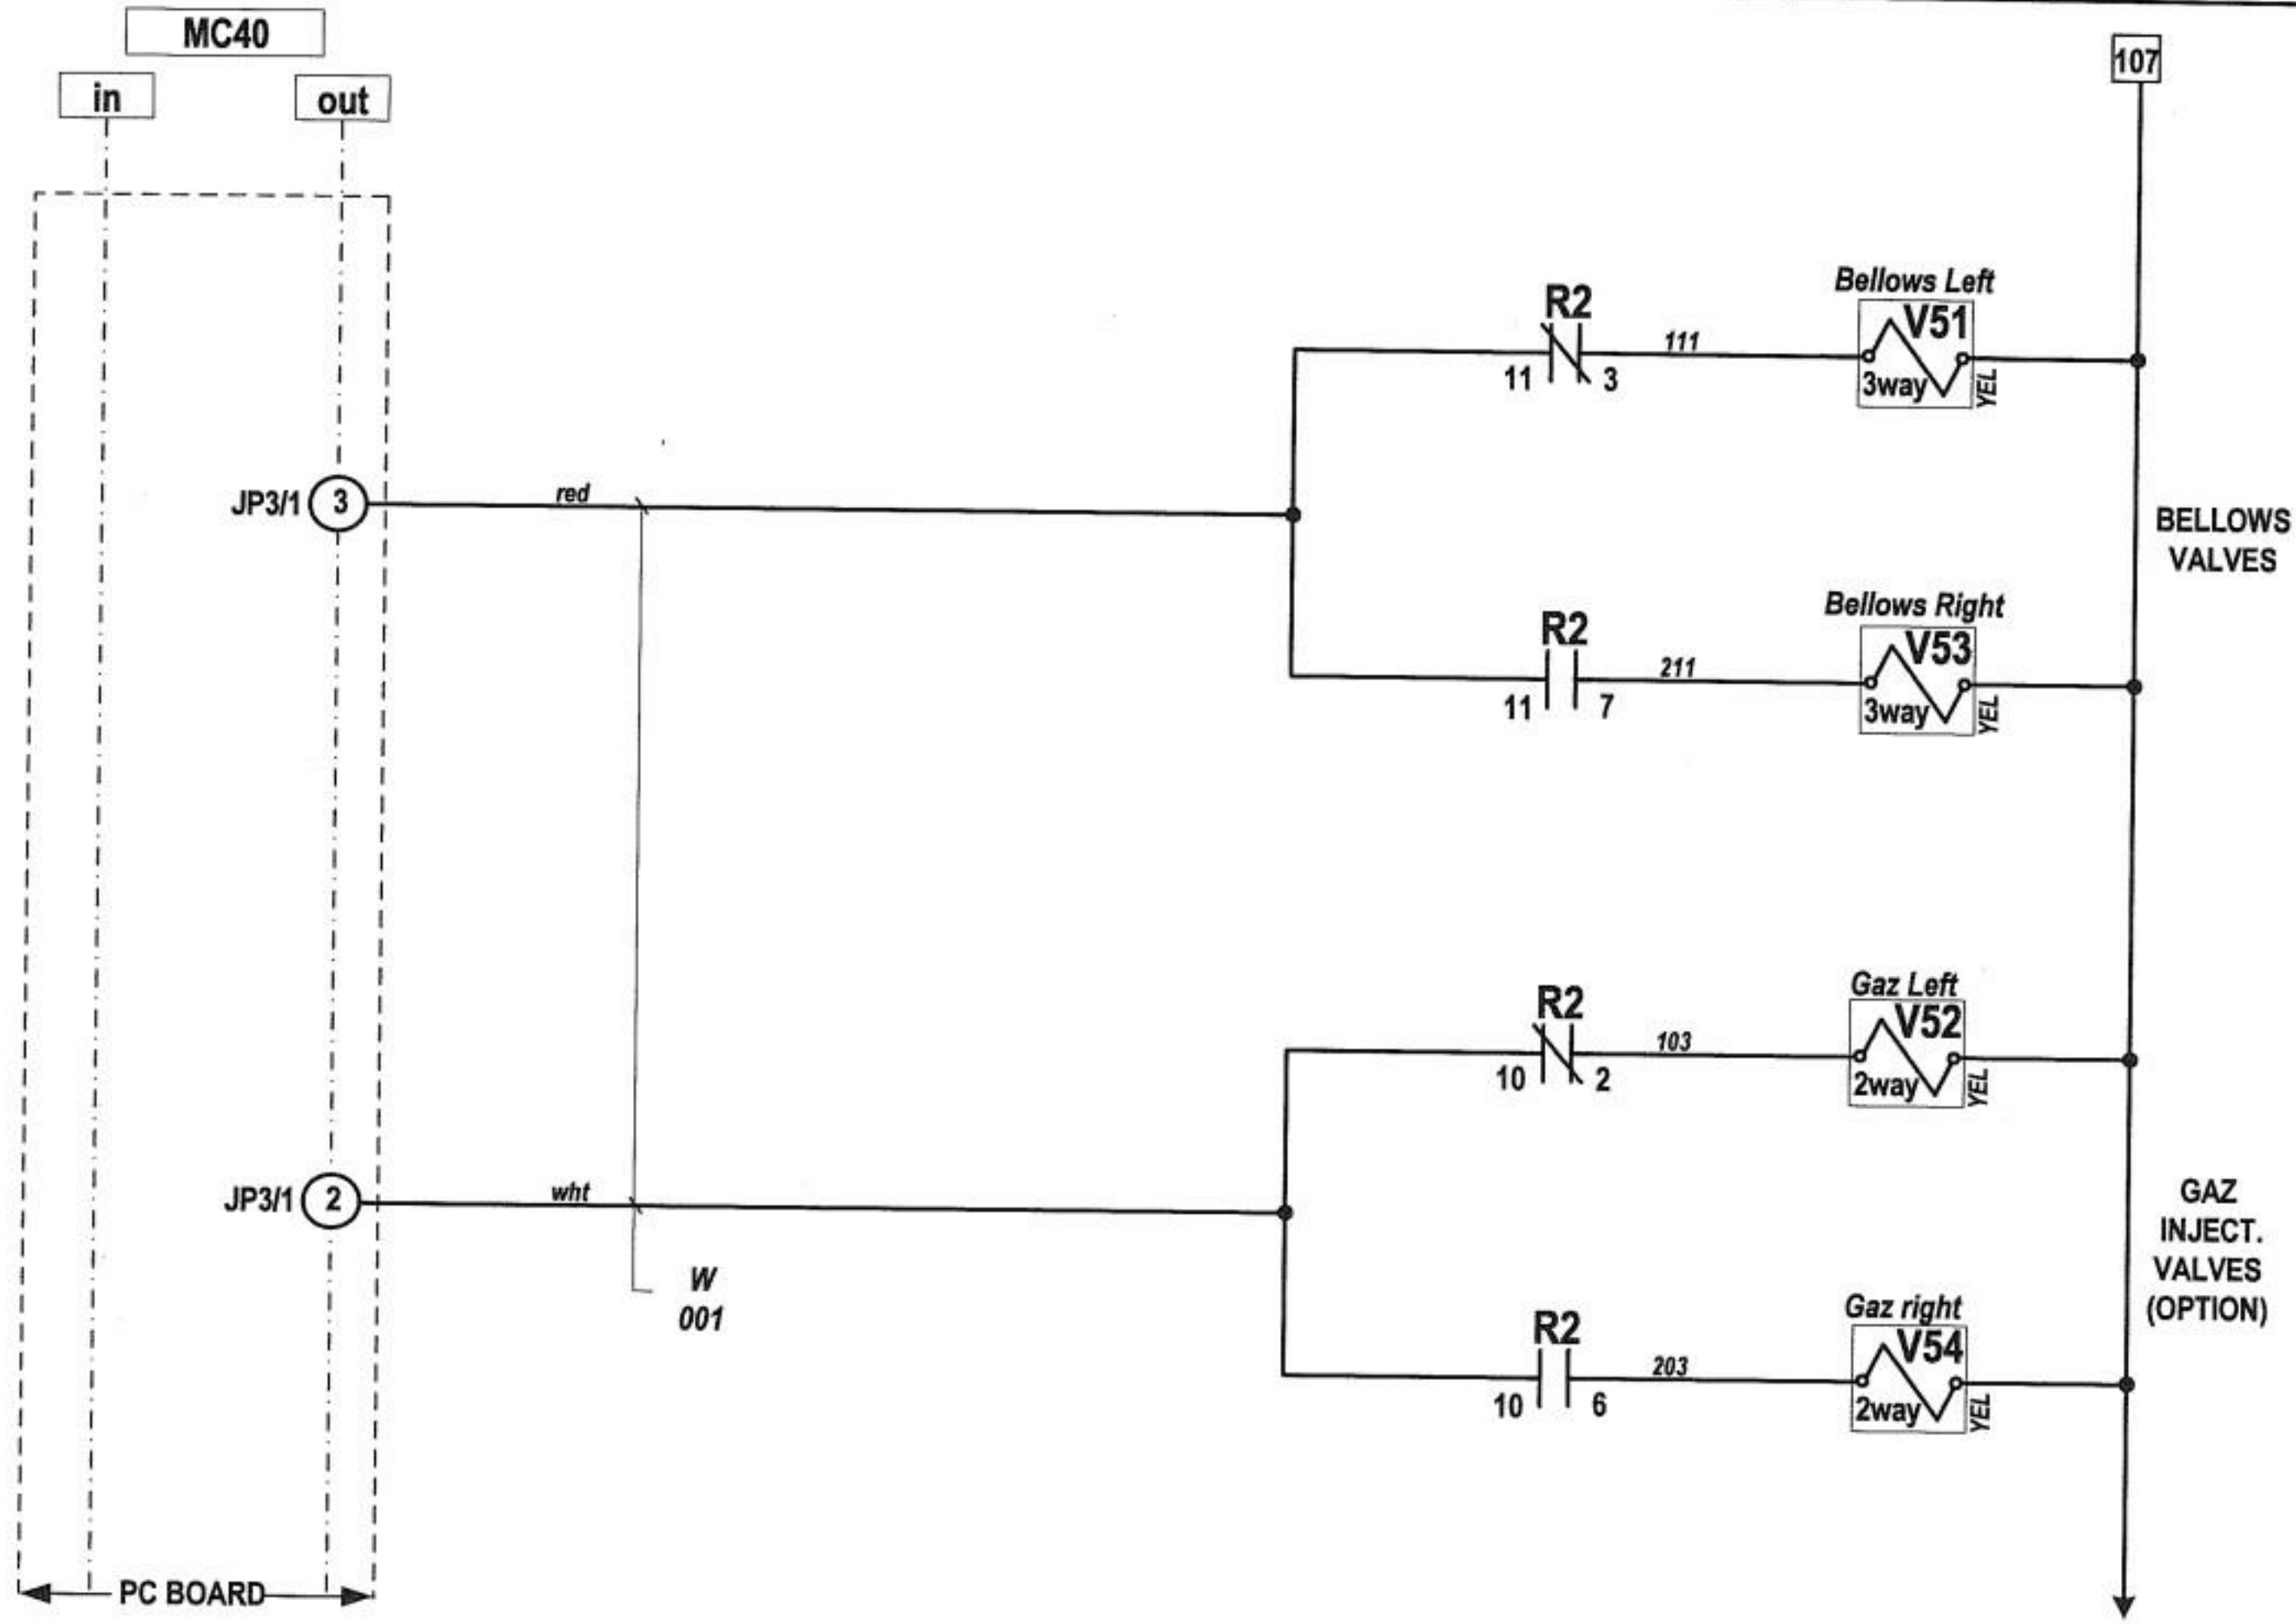 MC40
in
out
107
Bellows Left
R2
V51
111
11
3
3way
YEL
JP3/1
3
red
BELLOWS
VALVES
Bellows Right
R2
V53
211
11
7
3way
YEL
Gaz Left
R2
V52
103
10
2
2way
YEL
JP3/1
2
wht
GAZ
INJECT.
VALVES
(OPTION)
W
001
Gaz right
R2
V54
203
10
6
2way
YEL
PC BOARD